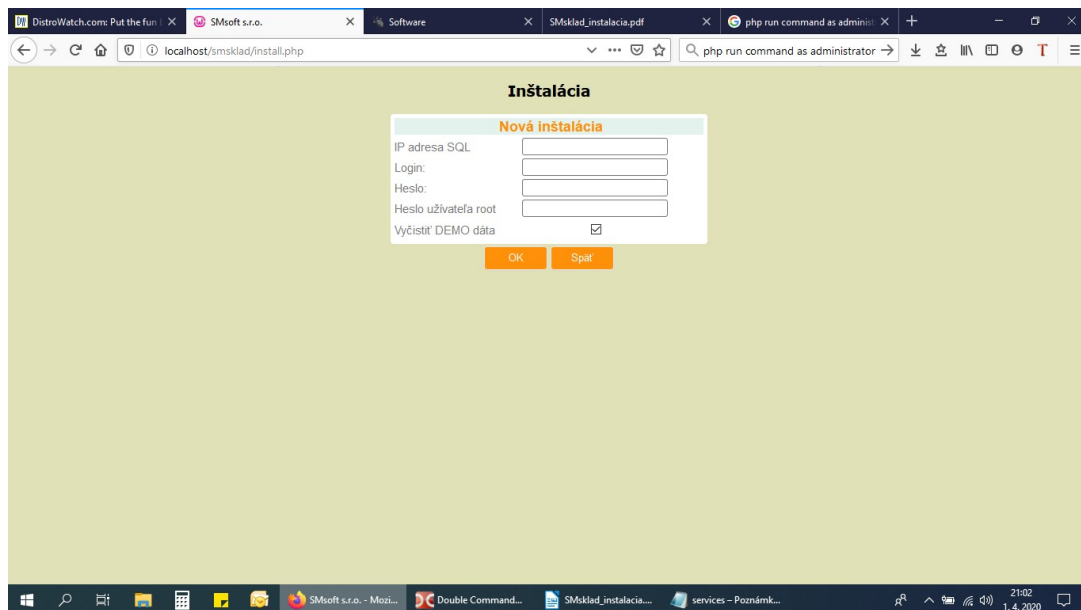 DistroWatch.com: Put the fun
SMsoft s.r.o.
Software
SMsklad_instalacia.pdf
php run command as administ
localhost/smsklad/install.php
php run command as administrator
Inštalácia
Nová inštalácia
IP adresa SQL
Login:
Heslo:
Heslo užívateľa root
Vyčistiť DEMO dáta
OK
Späť
SMsoft s.r.o. - Mozi...
Double Command...
SMsklad_instalacia....
services – Poznámk...
21:02
1. 4. 2020